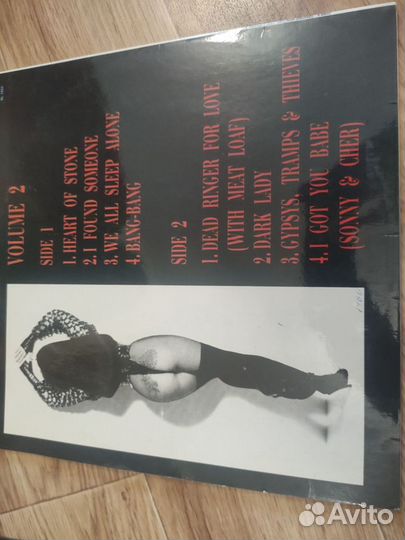 VOLUME 2
SIDE 1
1. HEART OF STONE
2. I FOUND SOMEONE
3. WE ALL SLEEP ALONE
4. BANG-BANG
SIDE 2
1. DEAD RINGER FOR LOVE
(WITH MEAT LOAF)
2. DARK LADY
3. GYPSYS, TRAMPS & THIEVES
4. I GOT YOU BABE
(SONNY & CHER)
Avito